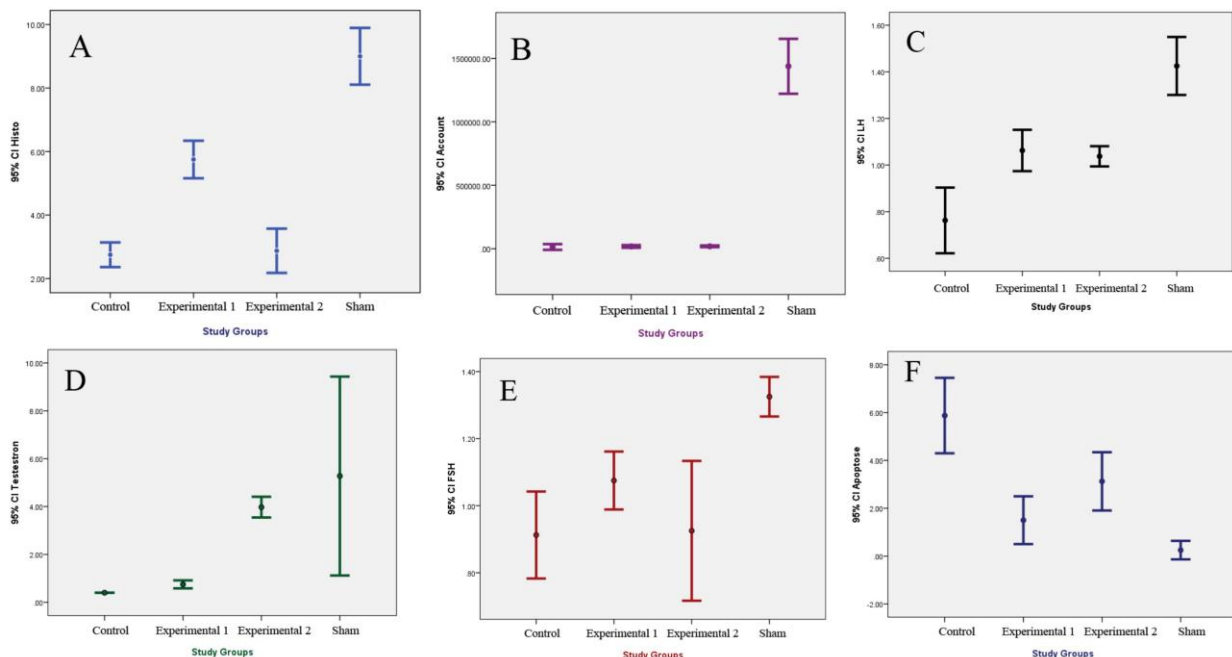 A
95% CI Histo
10.00
8.00
6.00
4.00
2.00
Control Experimental 1 Experimental 2 Sham
Study Groups
B
95% CI Account
1500000.00
1000000.00
500000.00
.00
Control Experimental 1 Experimental 2 Sham
Study Groups
C
95% CI LH
1.60
1.40
1.20
1.00
.80
.60
Control Experimental 1 Experimental 2 Sham
Study Groups
D
95% CI Testestron
10.00
8.00
6.00
4.00
2.00
.00
Control Experimental 1 Experimental 2 Sham
Study Groups
E
95% CI FSH
1.40
1.20
1.00
.80
Control Experimental 1 Experimental 2 Sham
Study Groups
F
95% CI Apoptose
8.00
6.00
4.00
2.00
.00
-2.00
Control Experimental 1 Experimental 2 Sham
Study Groups